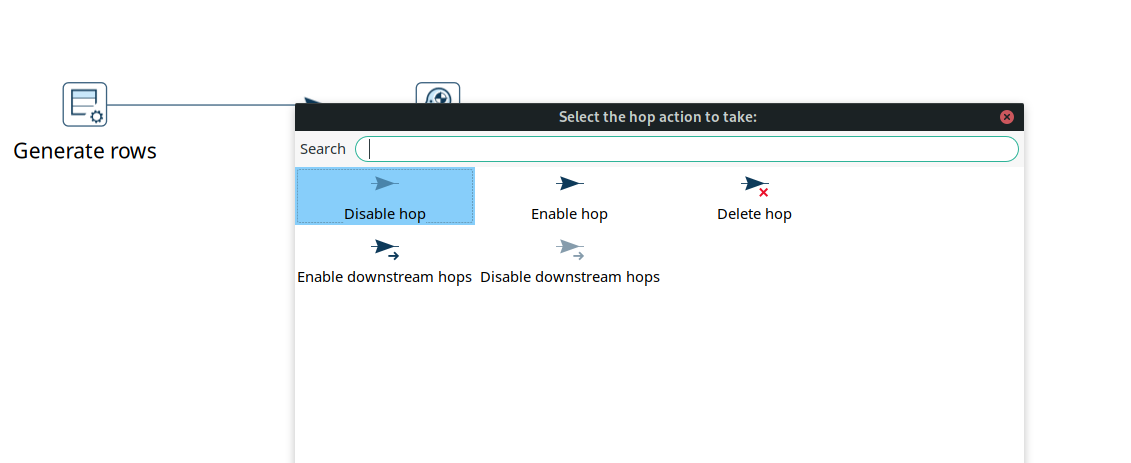 Select the hop action to take:
Search
Generate rows
Disable hop
Enable hop
Delete hop
Enable downstream hops
Disable downstream hops